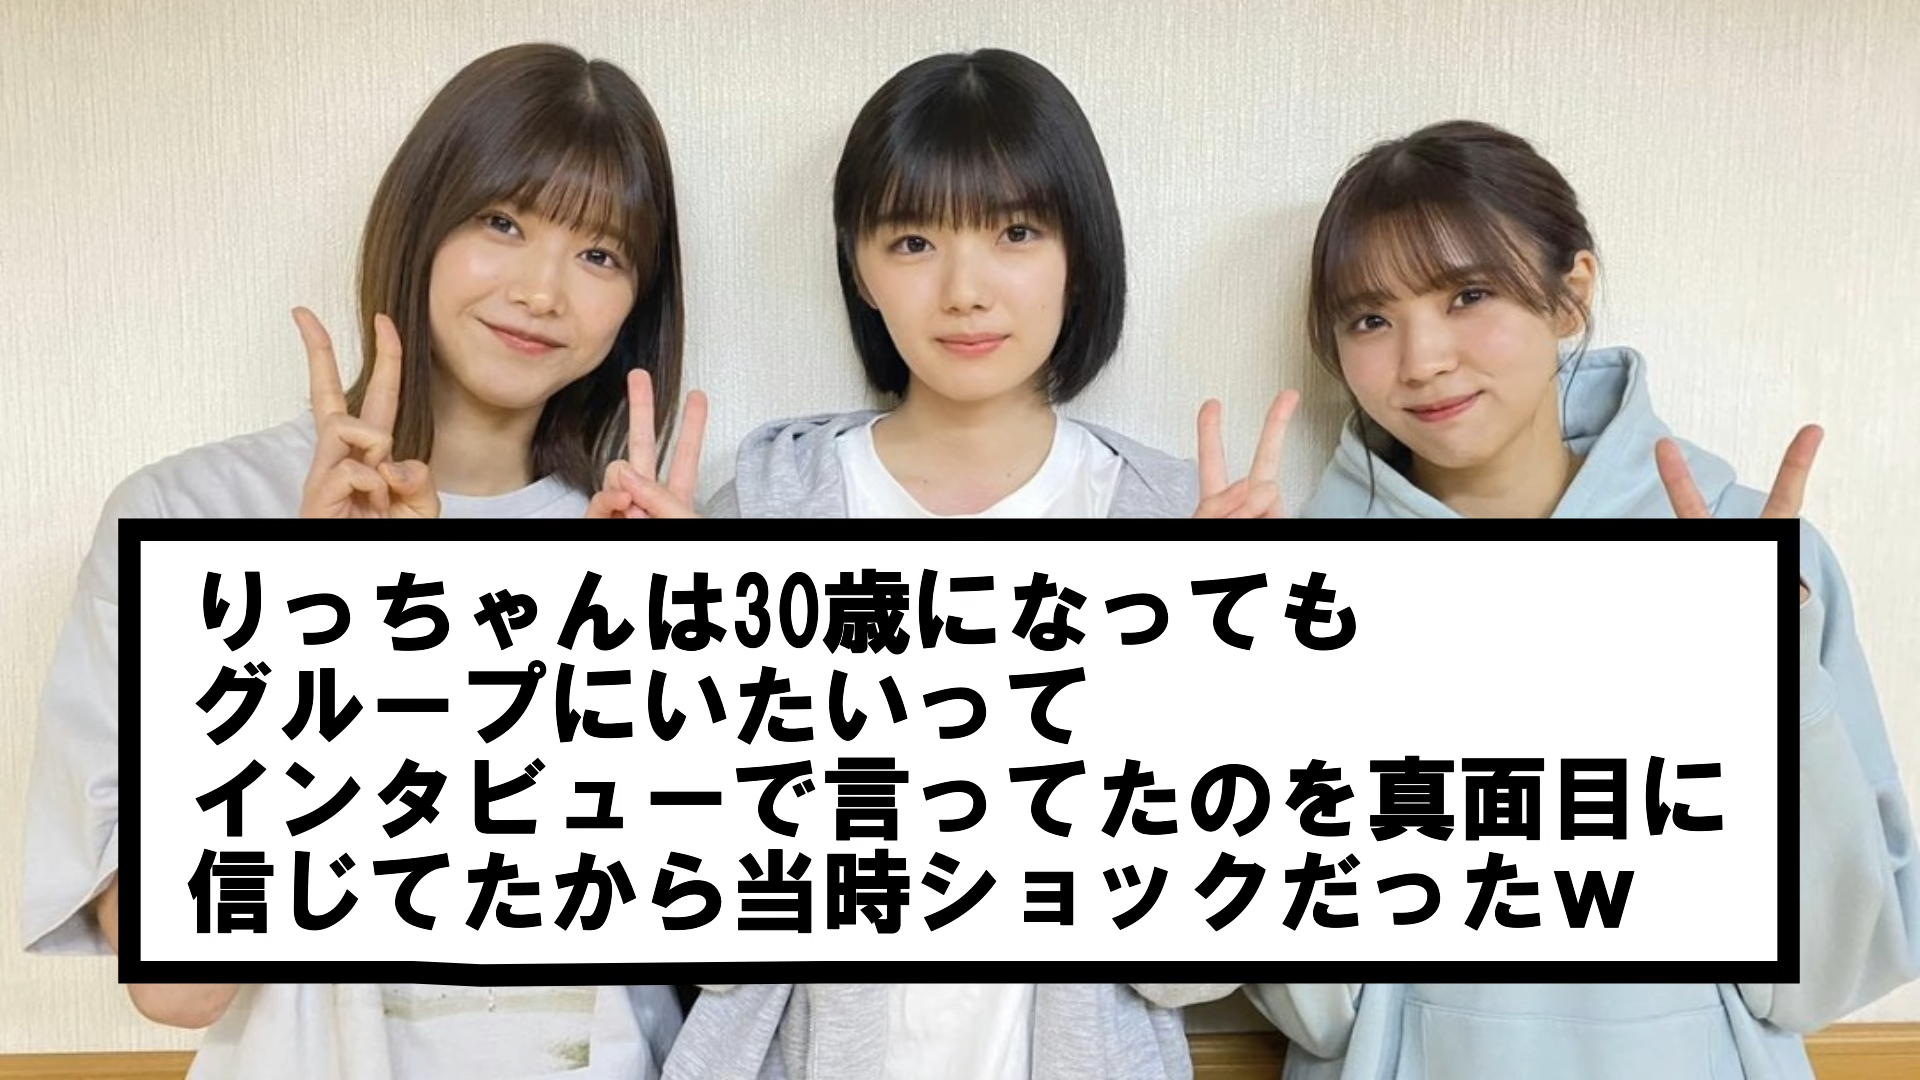 りっちゃんは30歳になっても
グループにいたいって
インタビューで言ってたのを真面目に
信じてたから当時ショックだったｗ